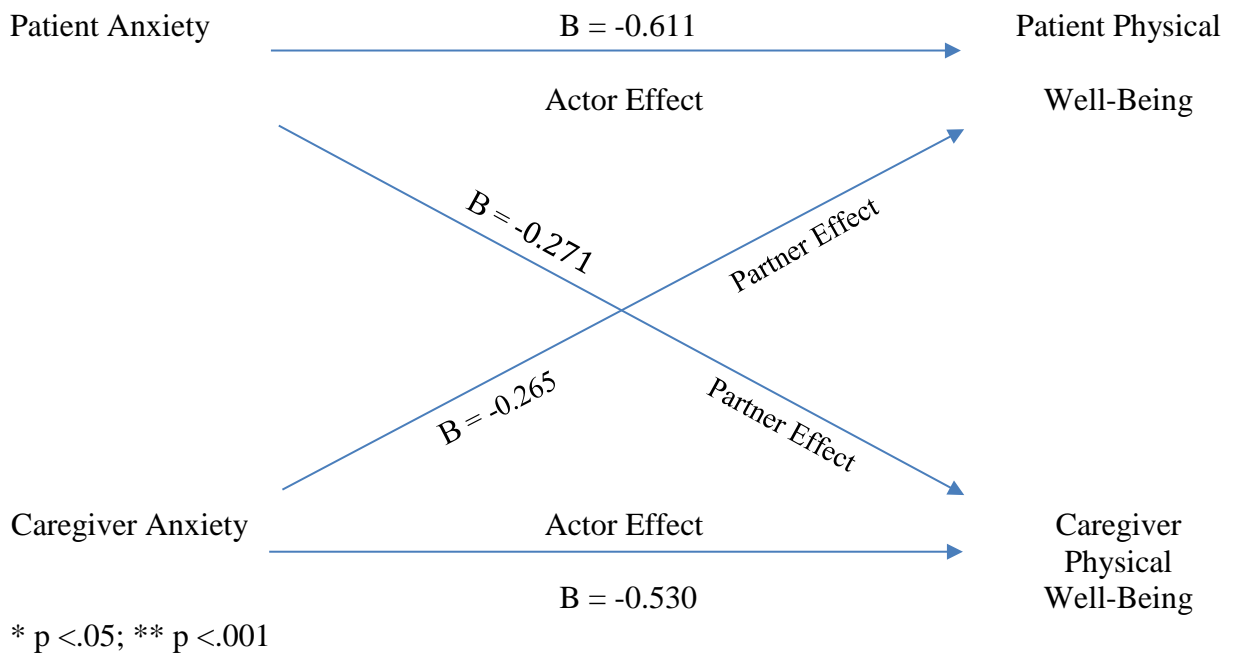 Patient Anxiety
B = -0.611
Patient Physical
Actor Effect
Well-Being
B = -0.271
Partner Effect
B = -0.265
Partner Effect
Caregiver Anxiety
Actor Effect
Caregiver
Physical
B = -0.530
Well-Being
* p <.05; ** p <.001